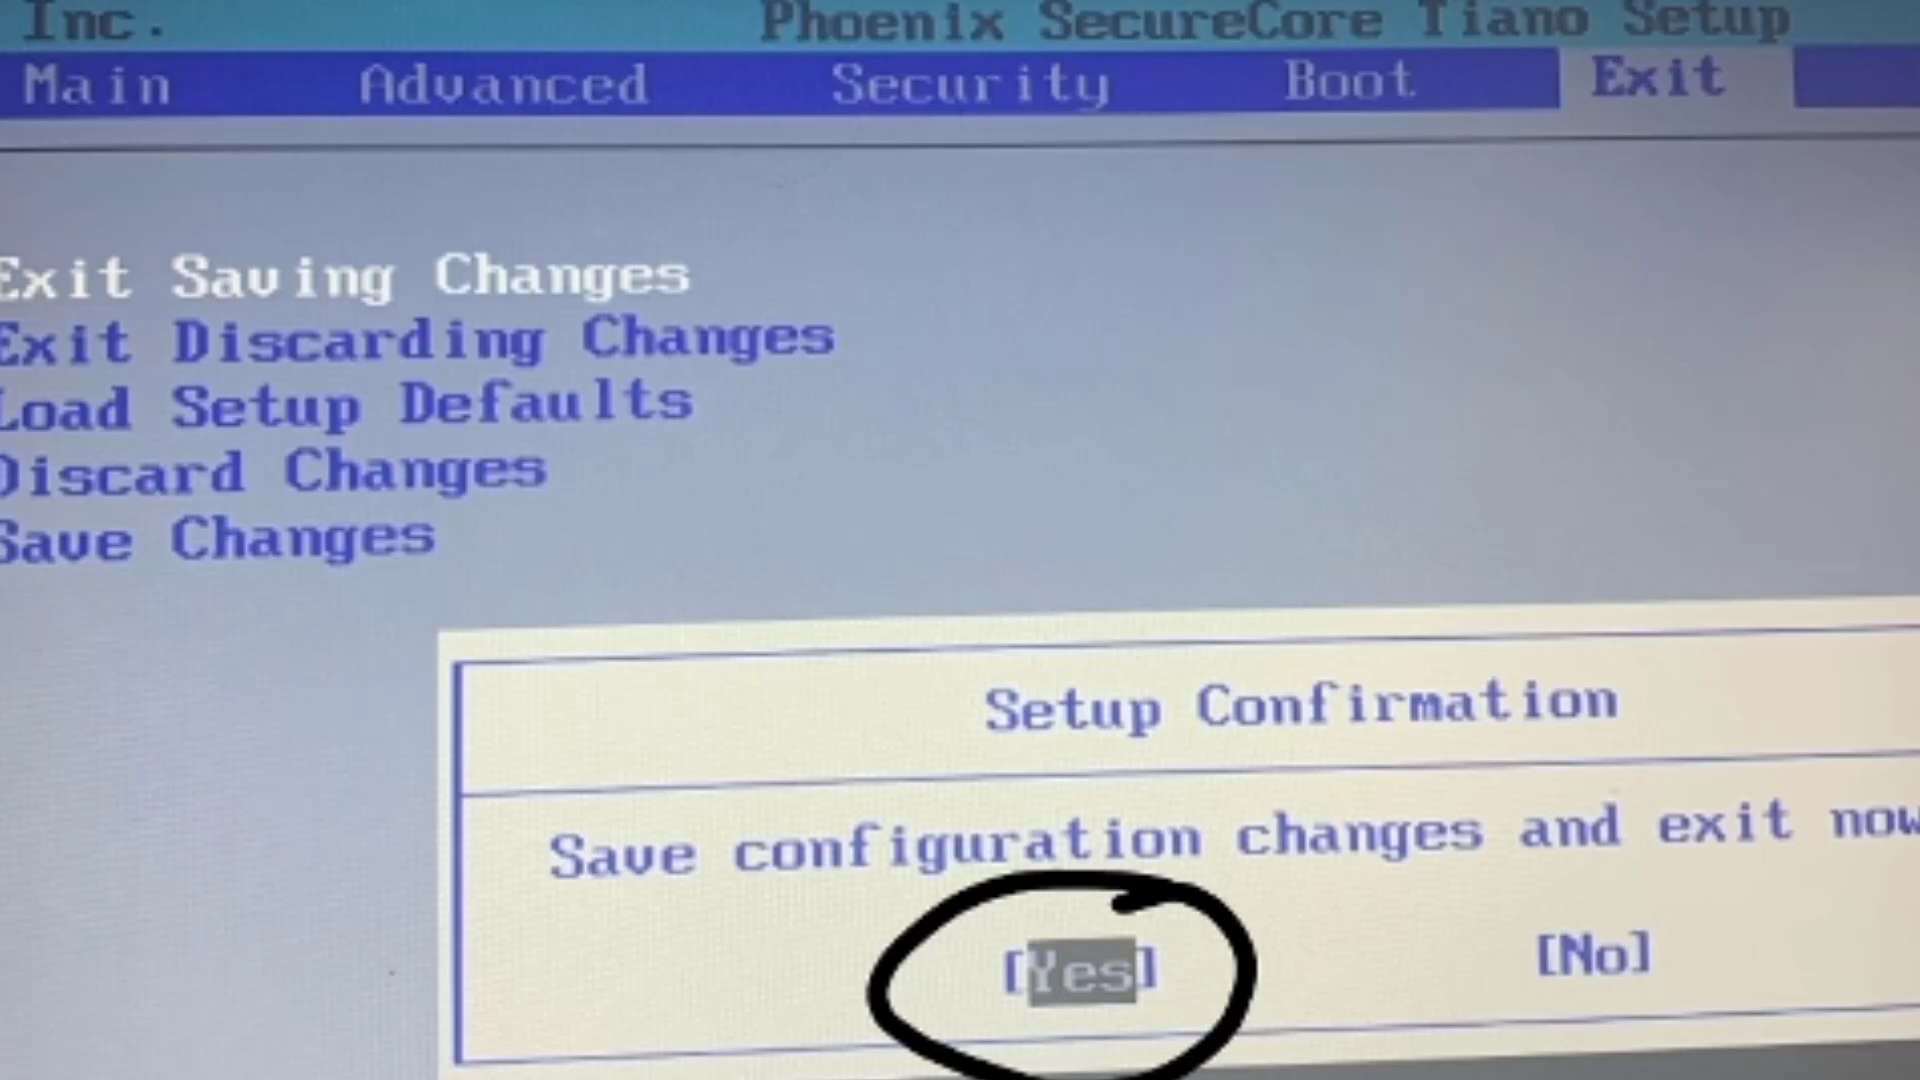 Inc.
Phoenix SecureCore Tiano Setup
Main Advanced Security Boot Exit
Exit Saving Changes
Exit Discarding Changes
Load Setup Defaults
Discard Changes
Save Changes
Setup Confirmation
Save configuration changes and exit now
[Yes] [No]